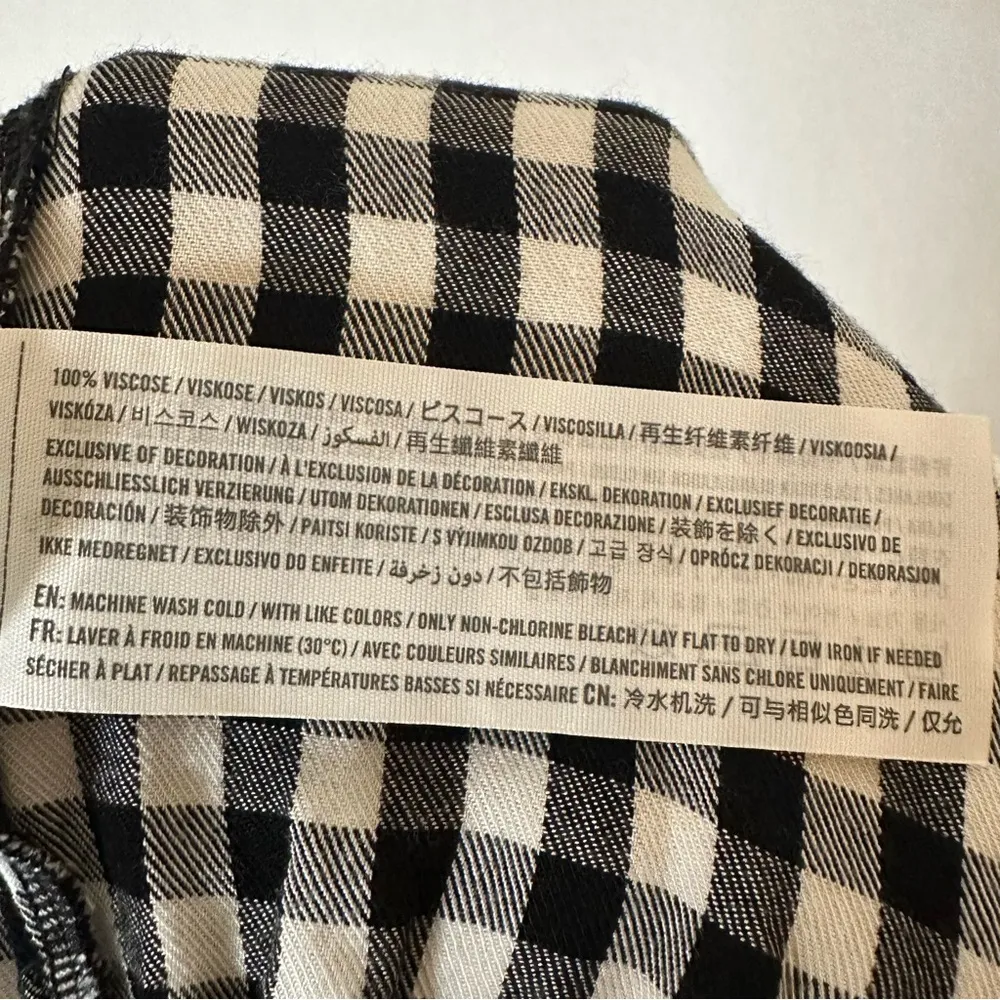 100% VISCOSE / VISKOSE / VISKOS / VISCOSA / ビスコース / VISCOSILLA / 再生纤维素纤维 / VISKOOSIA /
VISKÓZA / 비스코스 / WISKOZA / الفسكوز / 再生纖維素纖維
EXCLUSIVE OF DECORATION / À L'EXCLUSION DE LA DÉCORATION / EKSKL. DEKORATION / EXCLUSIEF DECORATIE /
AUSSCHLIESSLICH VERZIERUNG / UTOM DEKORATIONEN / ESCLUSA DECORAZIONE / 装飾を除く / EXCLUSIVO DE
DECORACIÓN / 装饰物除外 / PAITSI KORISTE / S VÝJIMKOU OZDOB / 고급 장식 / OPRÓCZ DEKORACJI / DEKORASJON
IKKE MEDREGNET / EXCLUSIVO DO ENFEITE / دون زخرفة / 不包括飾物
EN: MACHINE WASH COLD / WITH LIKE COLORS / ONLY NON-CHLORINE BLEACH / LAY FLAT TO DRY / LOW IRON IF NEEDED
FR: LAVER À FROID EN MACHINE (30°C) / AVEC COULEURS SIMILAIRES / BLANCHIMENT SANS CHLORE UNIQUEMENT / FAIRE
SÉCHER À PLAT / REPASSAGE À TEMPÉRATURES BASSES SI NÉCESSAIRE CN: 冷水机洗 / 可与相似色同洗 / 仅允